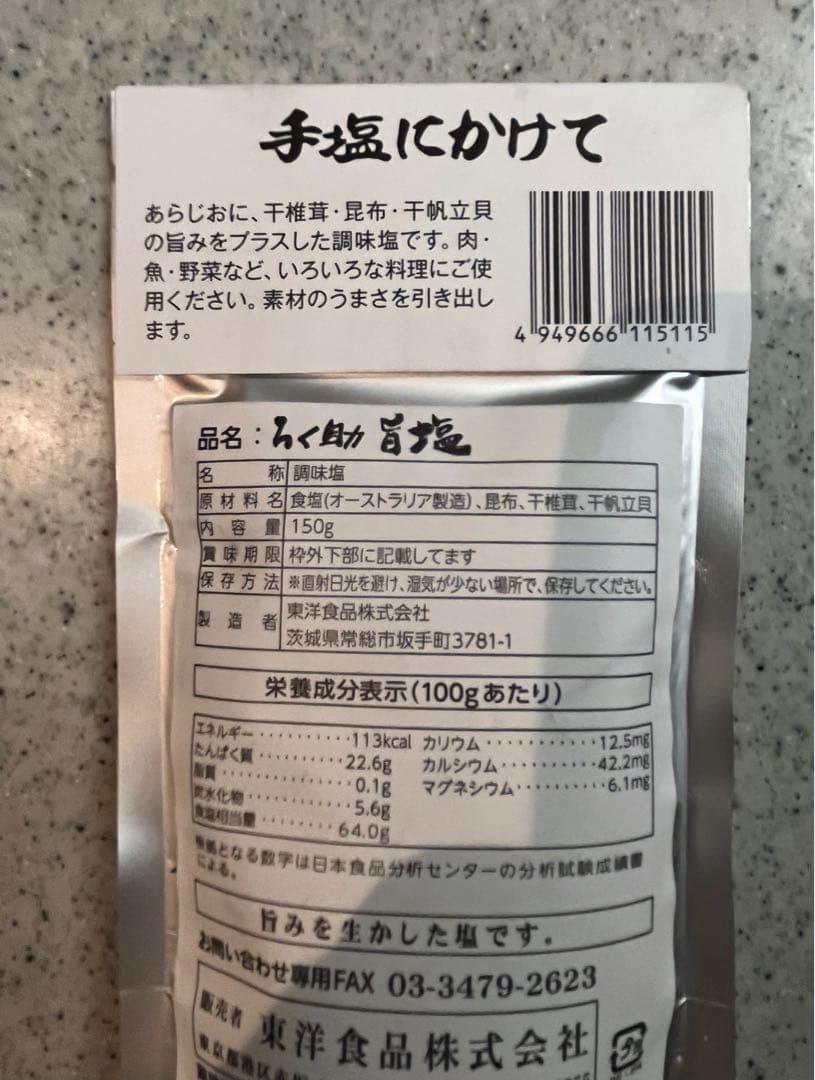 手塩にかけて
あらじおに、干椎茸・昆布・干帆立貝
の旨みをプラスした調味塩です。肉・
魚・野菜など、いろいろな料理にご使
用ください。素材のうまさを引き出し
ます。
4 949666 115115
品名：ろく助 旨塩
名称 調味塩
原材料名 食塩(オーストラリア製造)、昆布、干椎茸、干帆立貝
内容量 150g
賞味期限 枠外下部に記載してます
保存方法 ※直射日光を避け、湿気が少ない場所で、保存してください。
製造者 東洋食品株式会社
茨城県常総市坂手町3781-1
栄養成分表示(100gあたり)
エネルギー・・・・・・・・・・113kcal カリウム・・・・・・・・・・・12.5mg
たんぱく質・・・・・・・・・・22.6g カルシウム・・・・・・・・・・42.2mg
脂質・・・・・・・・・・・・・・0.1g マグネシウム・・・・・・・・・・6.1mg
炭水化物・・・・・・・・・・・・5.6g
食塩相当量・・・・・・・・64.0g
根拠となる数字は日本食品分析センターの分析試験成績書
による。
旨みを生かした塩です。
お問い合わせ専用FAX 03-3479-2623
販売者 東洋食品株式会社
東京都港区赤
プラ